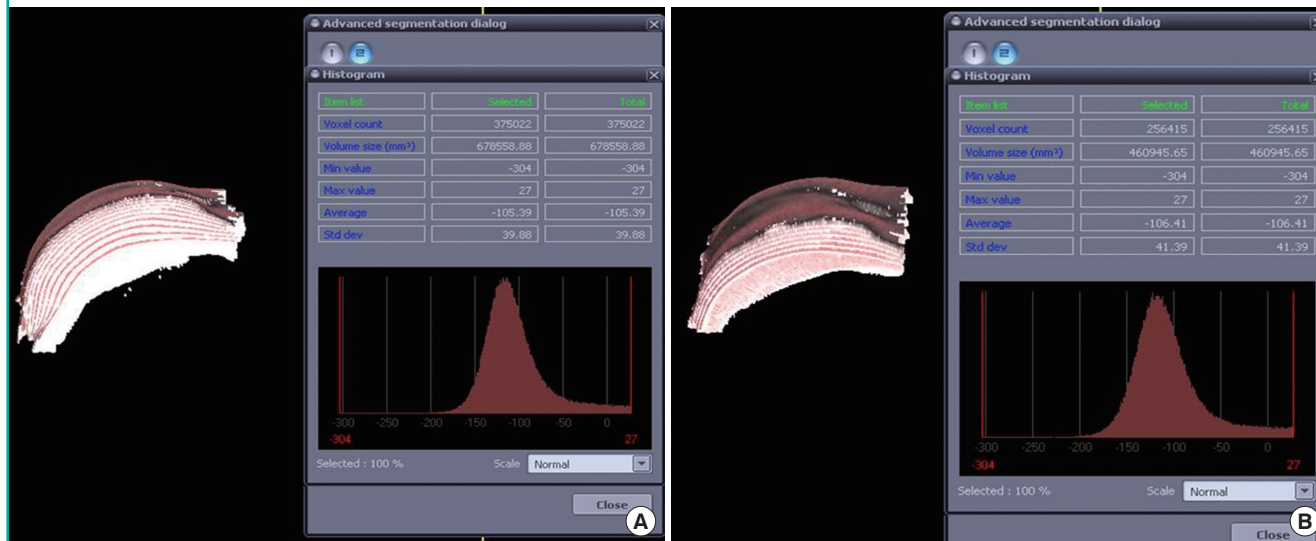 Advanced segmentation dialog
1 2
Histogram
Item list Selected Total
Voxel count 375022 375022
Volume size (mm³) 678558.88 678558.88
Min value -304 -304
Max value 27 27
Average -105.39 -105.39
Std dev 39.88 39.88
-300 -250 -200 -150 -100 -50 0
-304 27
Selected : 100 % Scale Normal
Close
A
Advanced segmentation dialog
1 2
Histogram
Item list Selected Total
Voxel count 256415 256415
Volume size (mm³) 460945.65 460945.65
Min value -304 -304
Max value 27 27
Average -106.41 -106.41
Std dev 41.39 41.39
-300 -250 -200 -150 -100 -50 0
-304 27
Selected : 100 % Scale Normal
Close
B